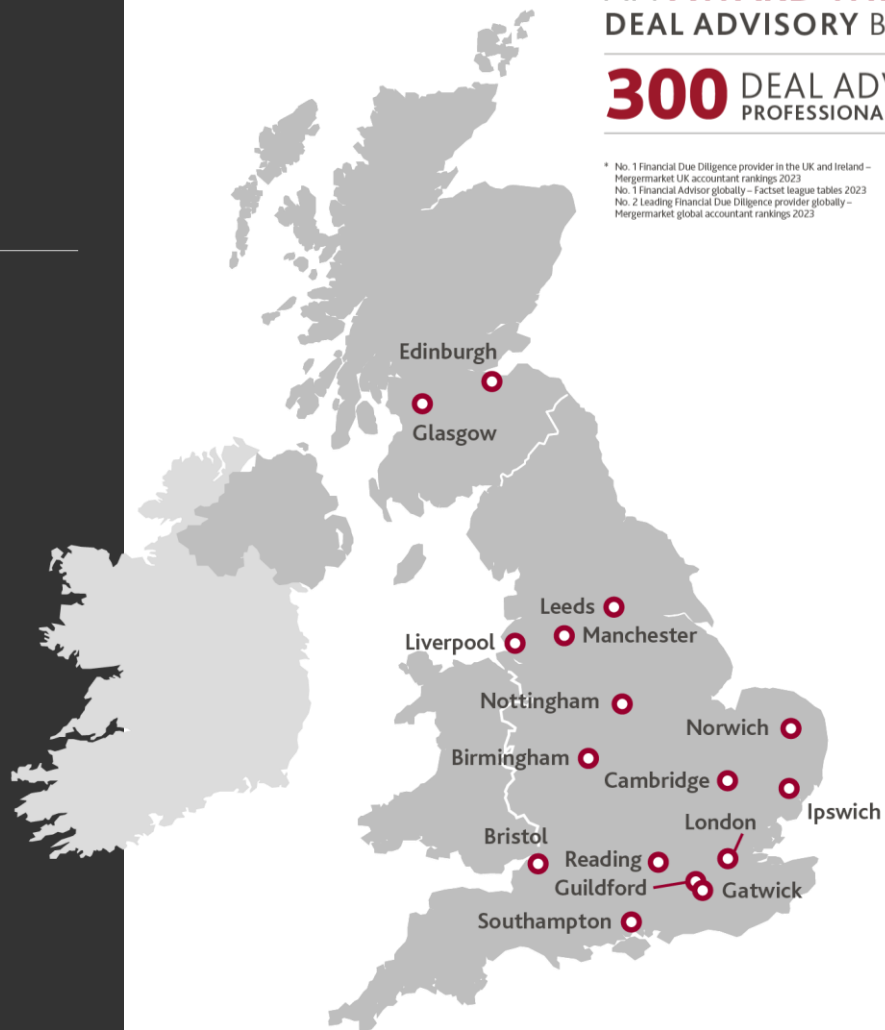 DEAL ADVISORY
300 DEAL
* No. 1 Financial Due Diligence provider in the UK and Ireland –
Mergermarket UK accountant rankings 2023
No. 1 Financial Advisor globally – Factset league tables 2023
No. 2 Leading Financial Due Diligence provider globally –
Mergermarket global accountant rankings 2023
Edinburgh
Glasgow
Leeds
Manchester
Liverpool
Nottingham
Norwich
Birmingham
Cambridge
Ipswich
London
Bristol
Reading
Guildford
Gatwick
Southampton